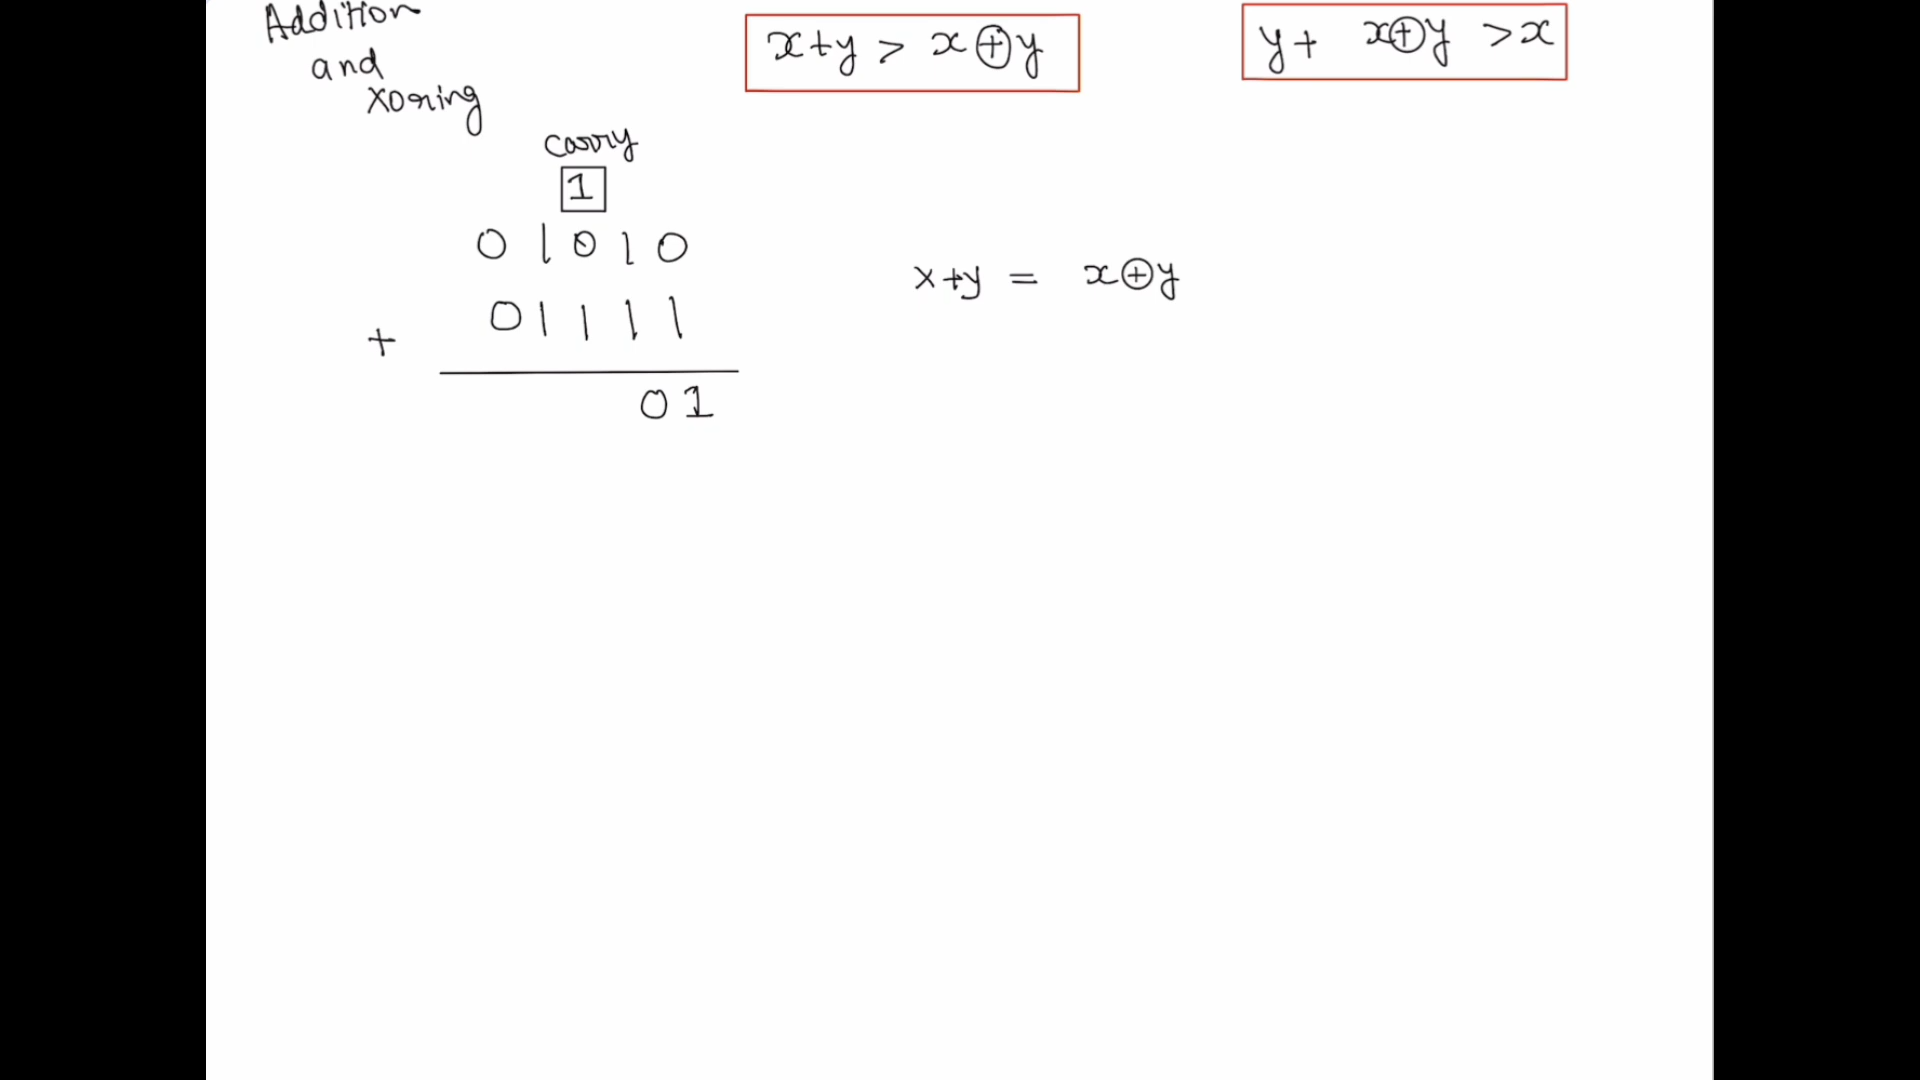 Addition
and
xoring
x+y > x⊕y
y+ x⊕y >x
carry
1
0 1 0 1 0
+ 0 1 1 1 1
0 1
x+y = x⊕y